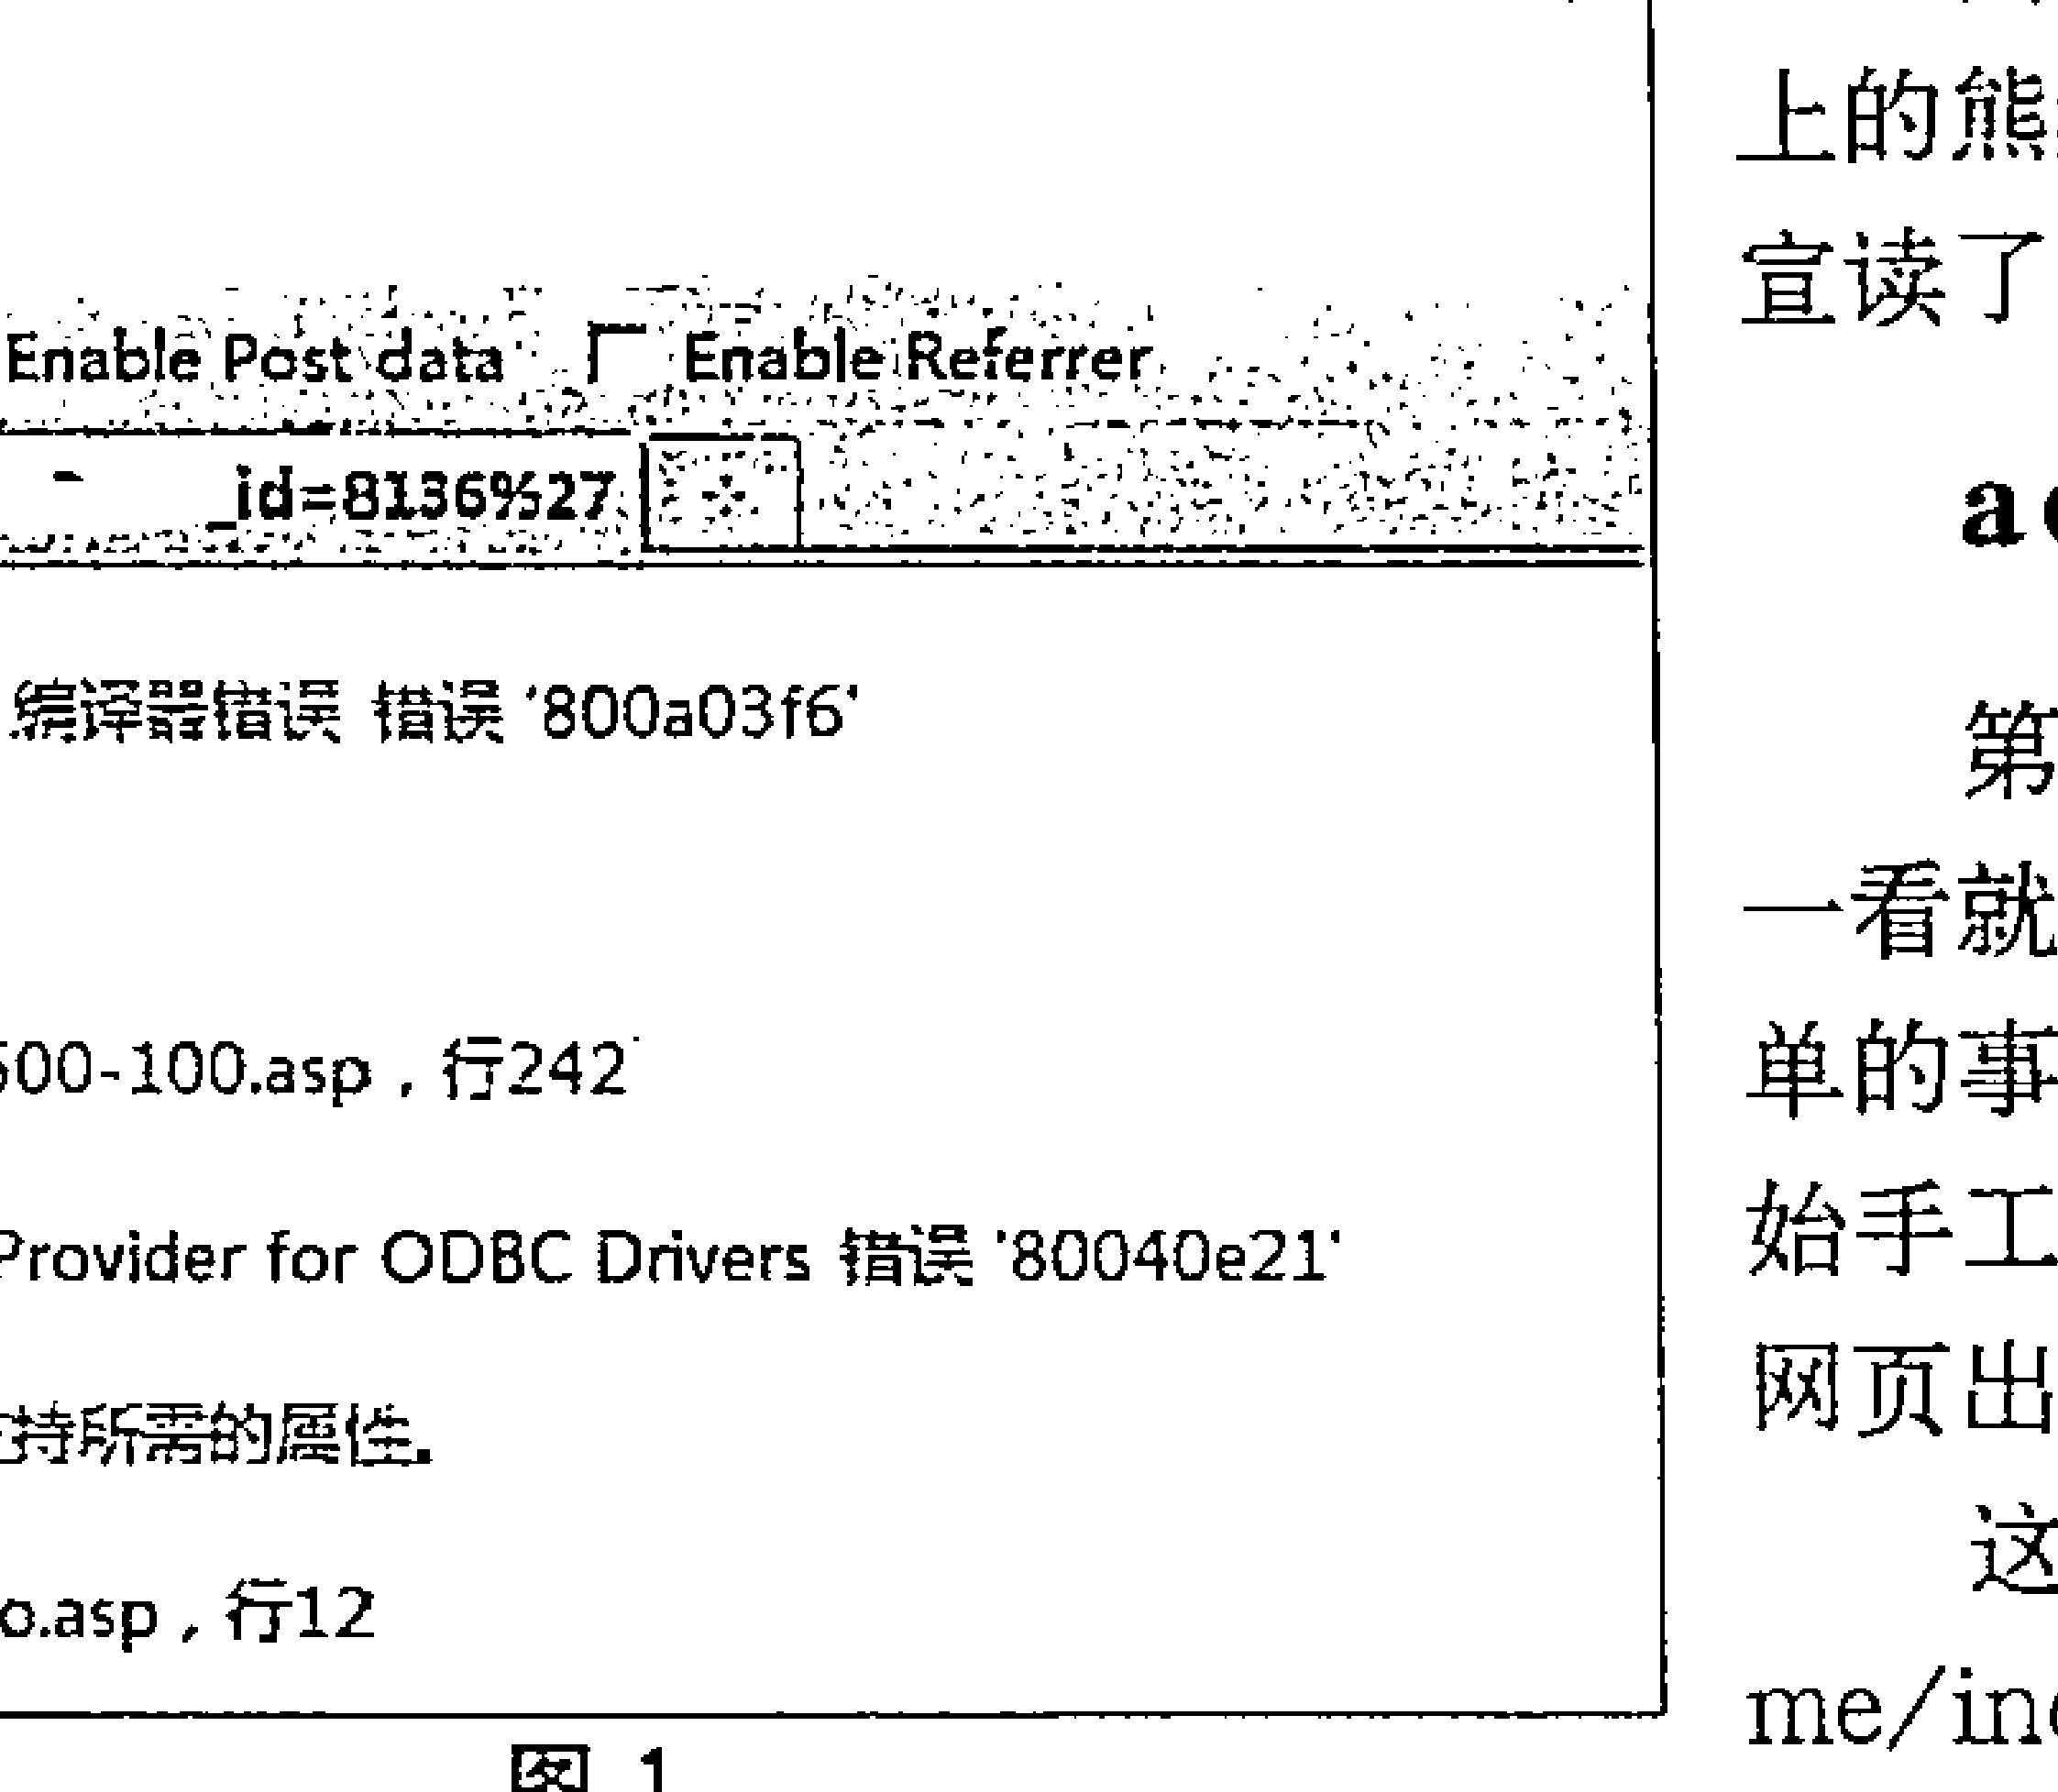 Enable Post data Enable Referrer
_id=8136%27
编译器错误 错误 '800a03f6'
500-100.asp，行242
Provider for ODBC Drivers 错误 '80040e21'
持所需的属性.
o.asp，行12
图 1
上的熊
宣读了
a
第
一看就
单的事
始手工
网页出
这
me/in